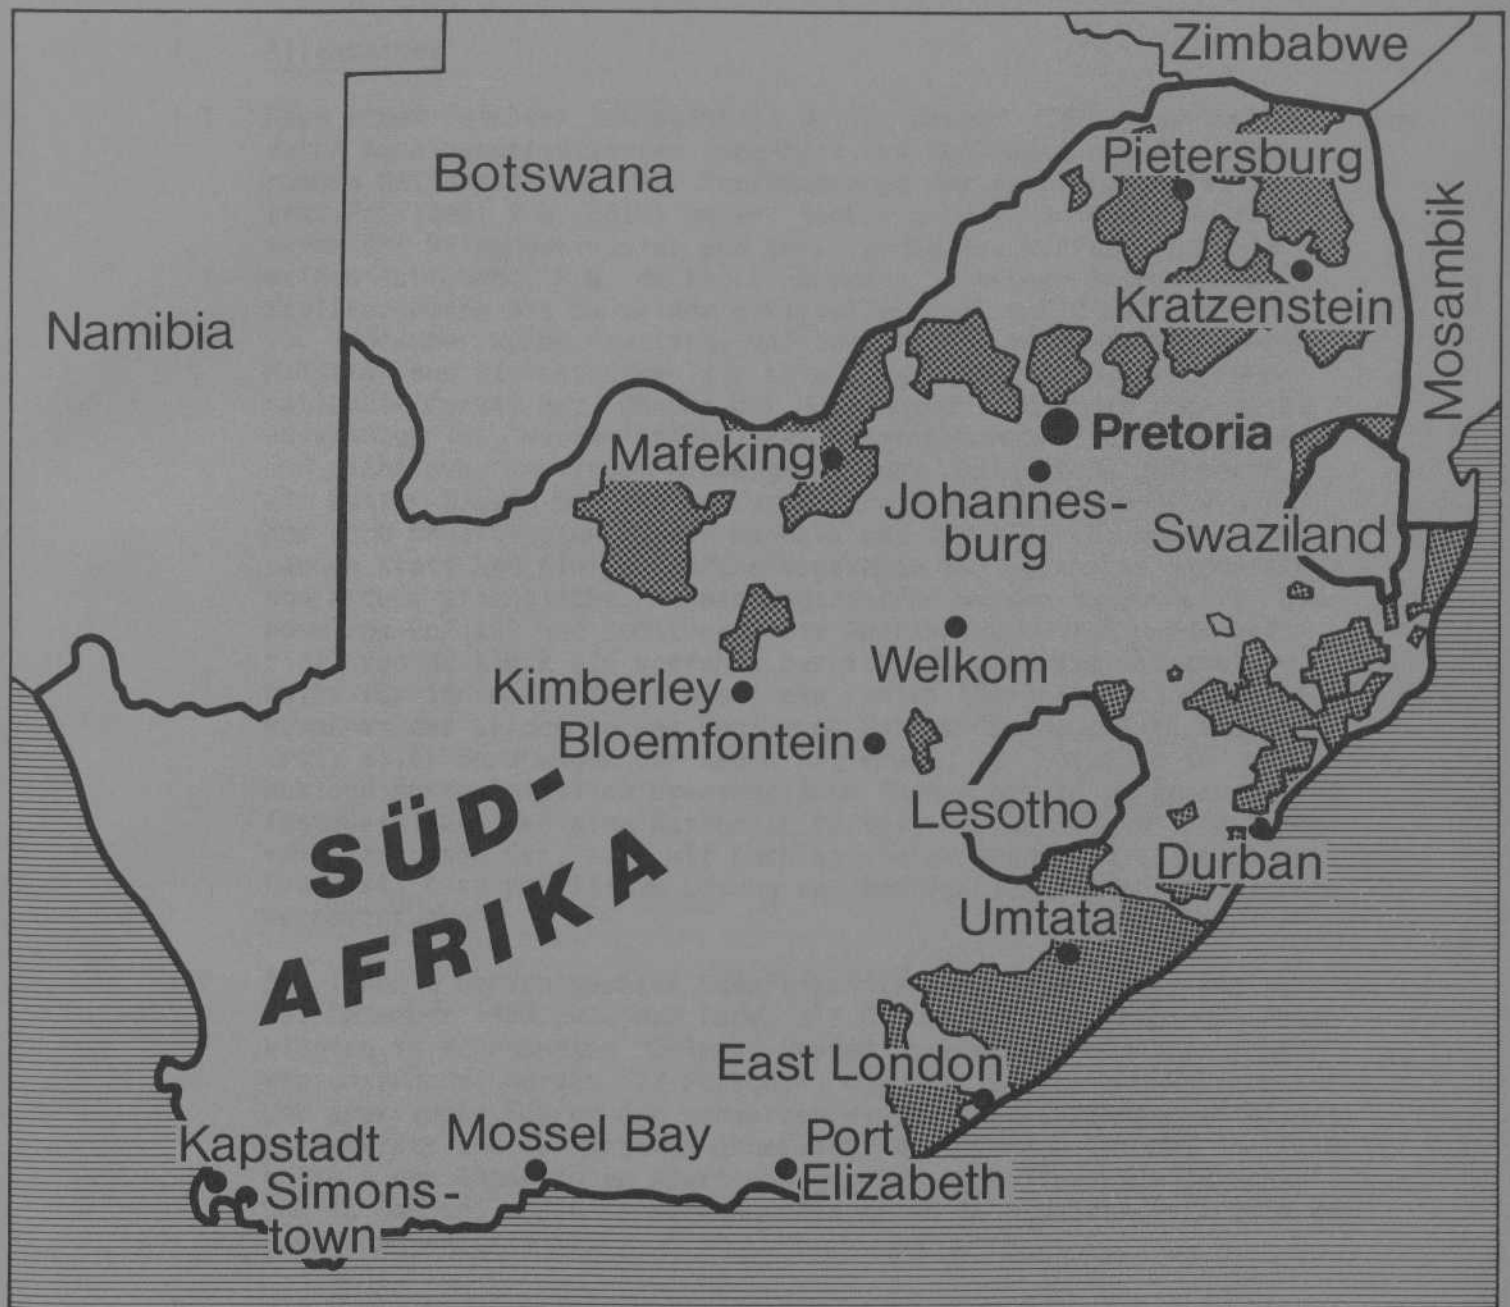 Zimbabwe
Botswana
Pietersburg
Namibia
Kratzenstein
Mosambik
Mafeking
Pretoria
Johannes-
burg
Swaziland
Welkom
Kimberley
Bloemfontein
SÜD-
AFRIKA
Lesotho
Durban
Umtata
East London
Kapstadt
Simons-
town
Mossel Bay
Port
Elizabeth